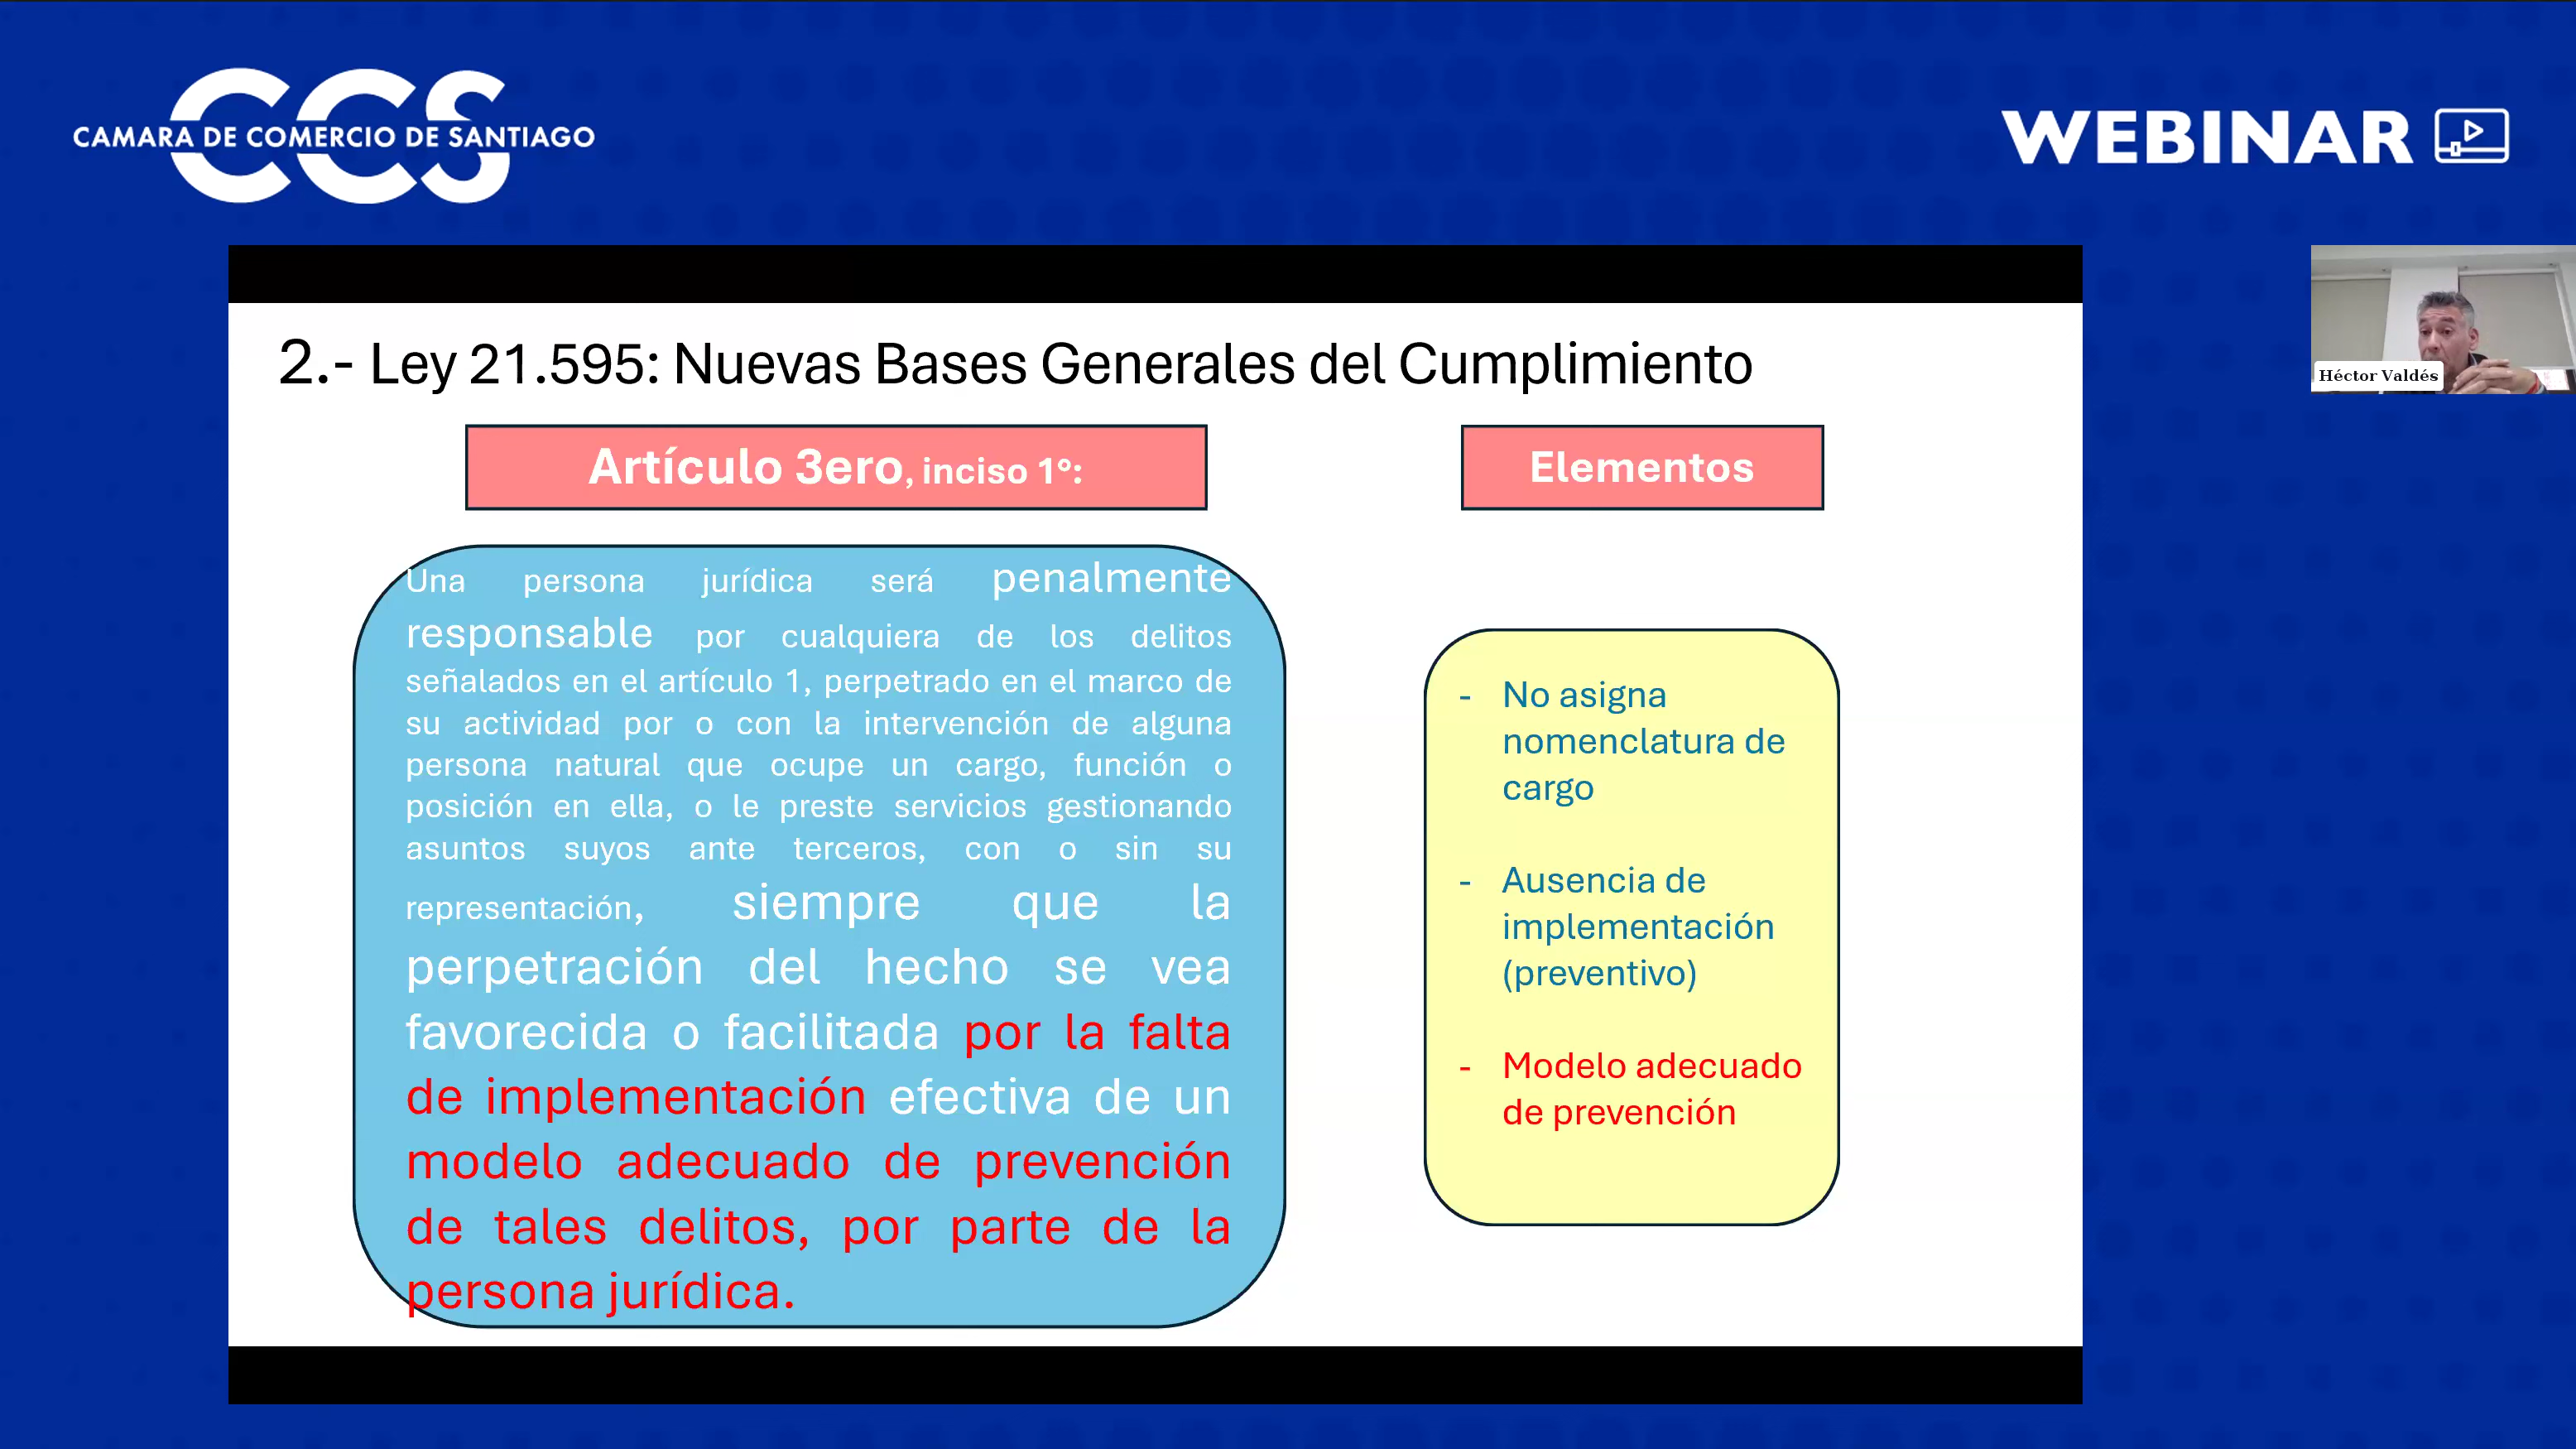 CCS
CAMARA DE COMERCIO DE SANTIAGO
WEBINAR
Héctor Valdés
2.- Ley 21.595: Nuevas Bases Generales del Cumplimiento
Artículo 3ero, inciso 1°:
Una persona jurídica será penalmente
responsable por cualquiera de los delitos
señalados en el artículo 1, perpetrado en el marco de
su actividad por o con la intervención de alguna
persona natural que ocupe un cargo, función o
posición en ella, o le preste servicios gestionando
asuntos suyos ante terceros, con o sin su
representación, siempre que la
perpetración del hecho se vea
favorecida o facilitada por la falta
de implementación efectiva de un
modelo adecuado de prevención
de tales delitos, por parte de la
persona jurídica.
Elementos
- No asigna
nomenclatura de
cargo
- Ausencia de
implementación
(preventivo)
- Modelo adecuado
de prevención